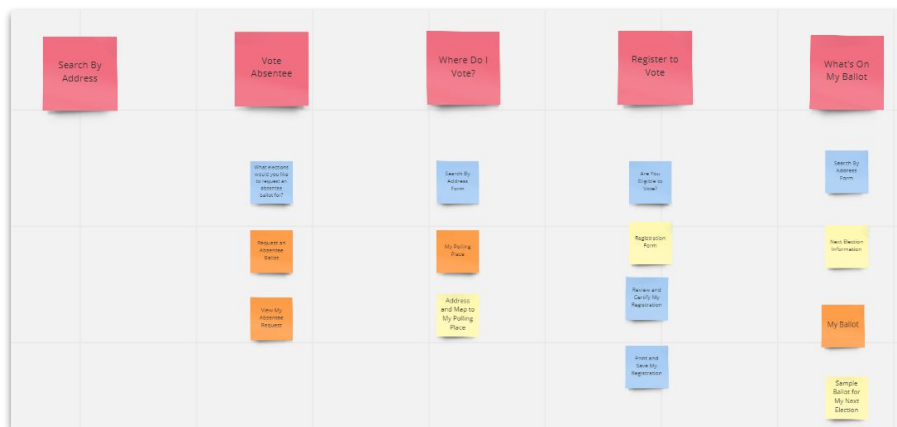 Search By
Address
Vote
Absentee
Where Do I
Vote?
Register to
Vote
What's On
My Ballot
What elections
would you like
to request an
absentee
ballot for?
Search By
Address
Form
Are You
Eligible to
Vote?
Search By
Address
Form
Request an
Absentee
Ballot
My Polling
Place
Registration
Form
Next Election
Information
View My
Absentee
Request
Address
and Map to
My Polling
Place
Review and
Certify My
Registration
My Ballot
Print and
Save My
Registration
Sample
Ballot for
My Next
Election